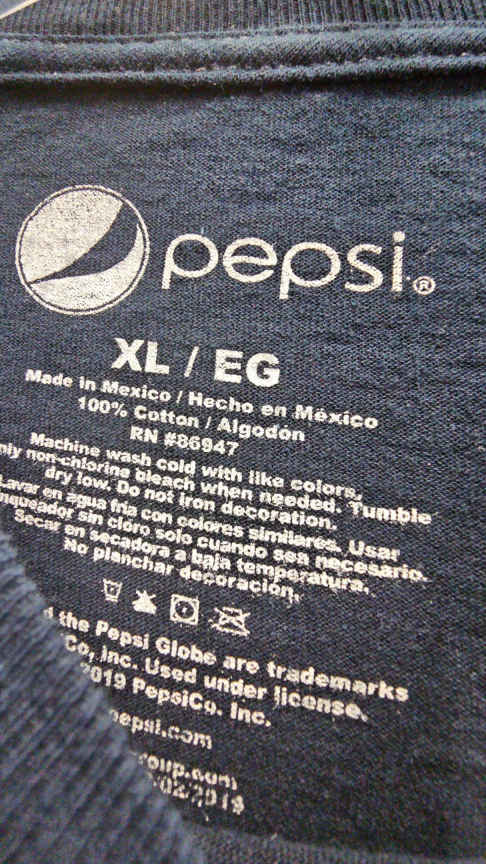 pepsi®
XL / EG
Made in Mexico / Hecho en México
100% Cotton / Algodón
RN #86947
Machine wash cold with like colors,
non-chlorine bleach when needed. Tumble
dry low. Do not iron decoration.
Lavar en agua fria con colores similares. Usar
sin cloro solo cuando sea necesario.
Secar en secadora a baja temperatura.
No planchar decoración.
the Pepsi Globe are trademarks
Co, Inc. Used under license.
2019 PepsiCo. Inc.
pepsi.com